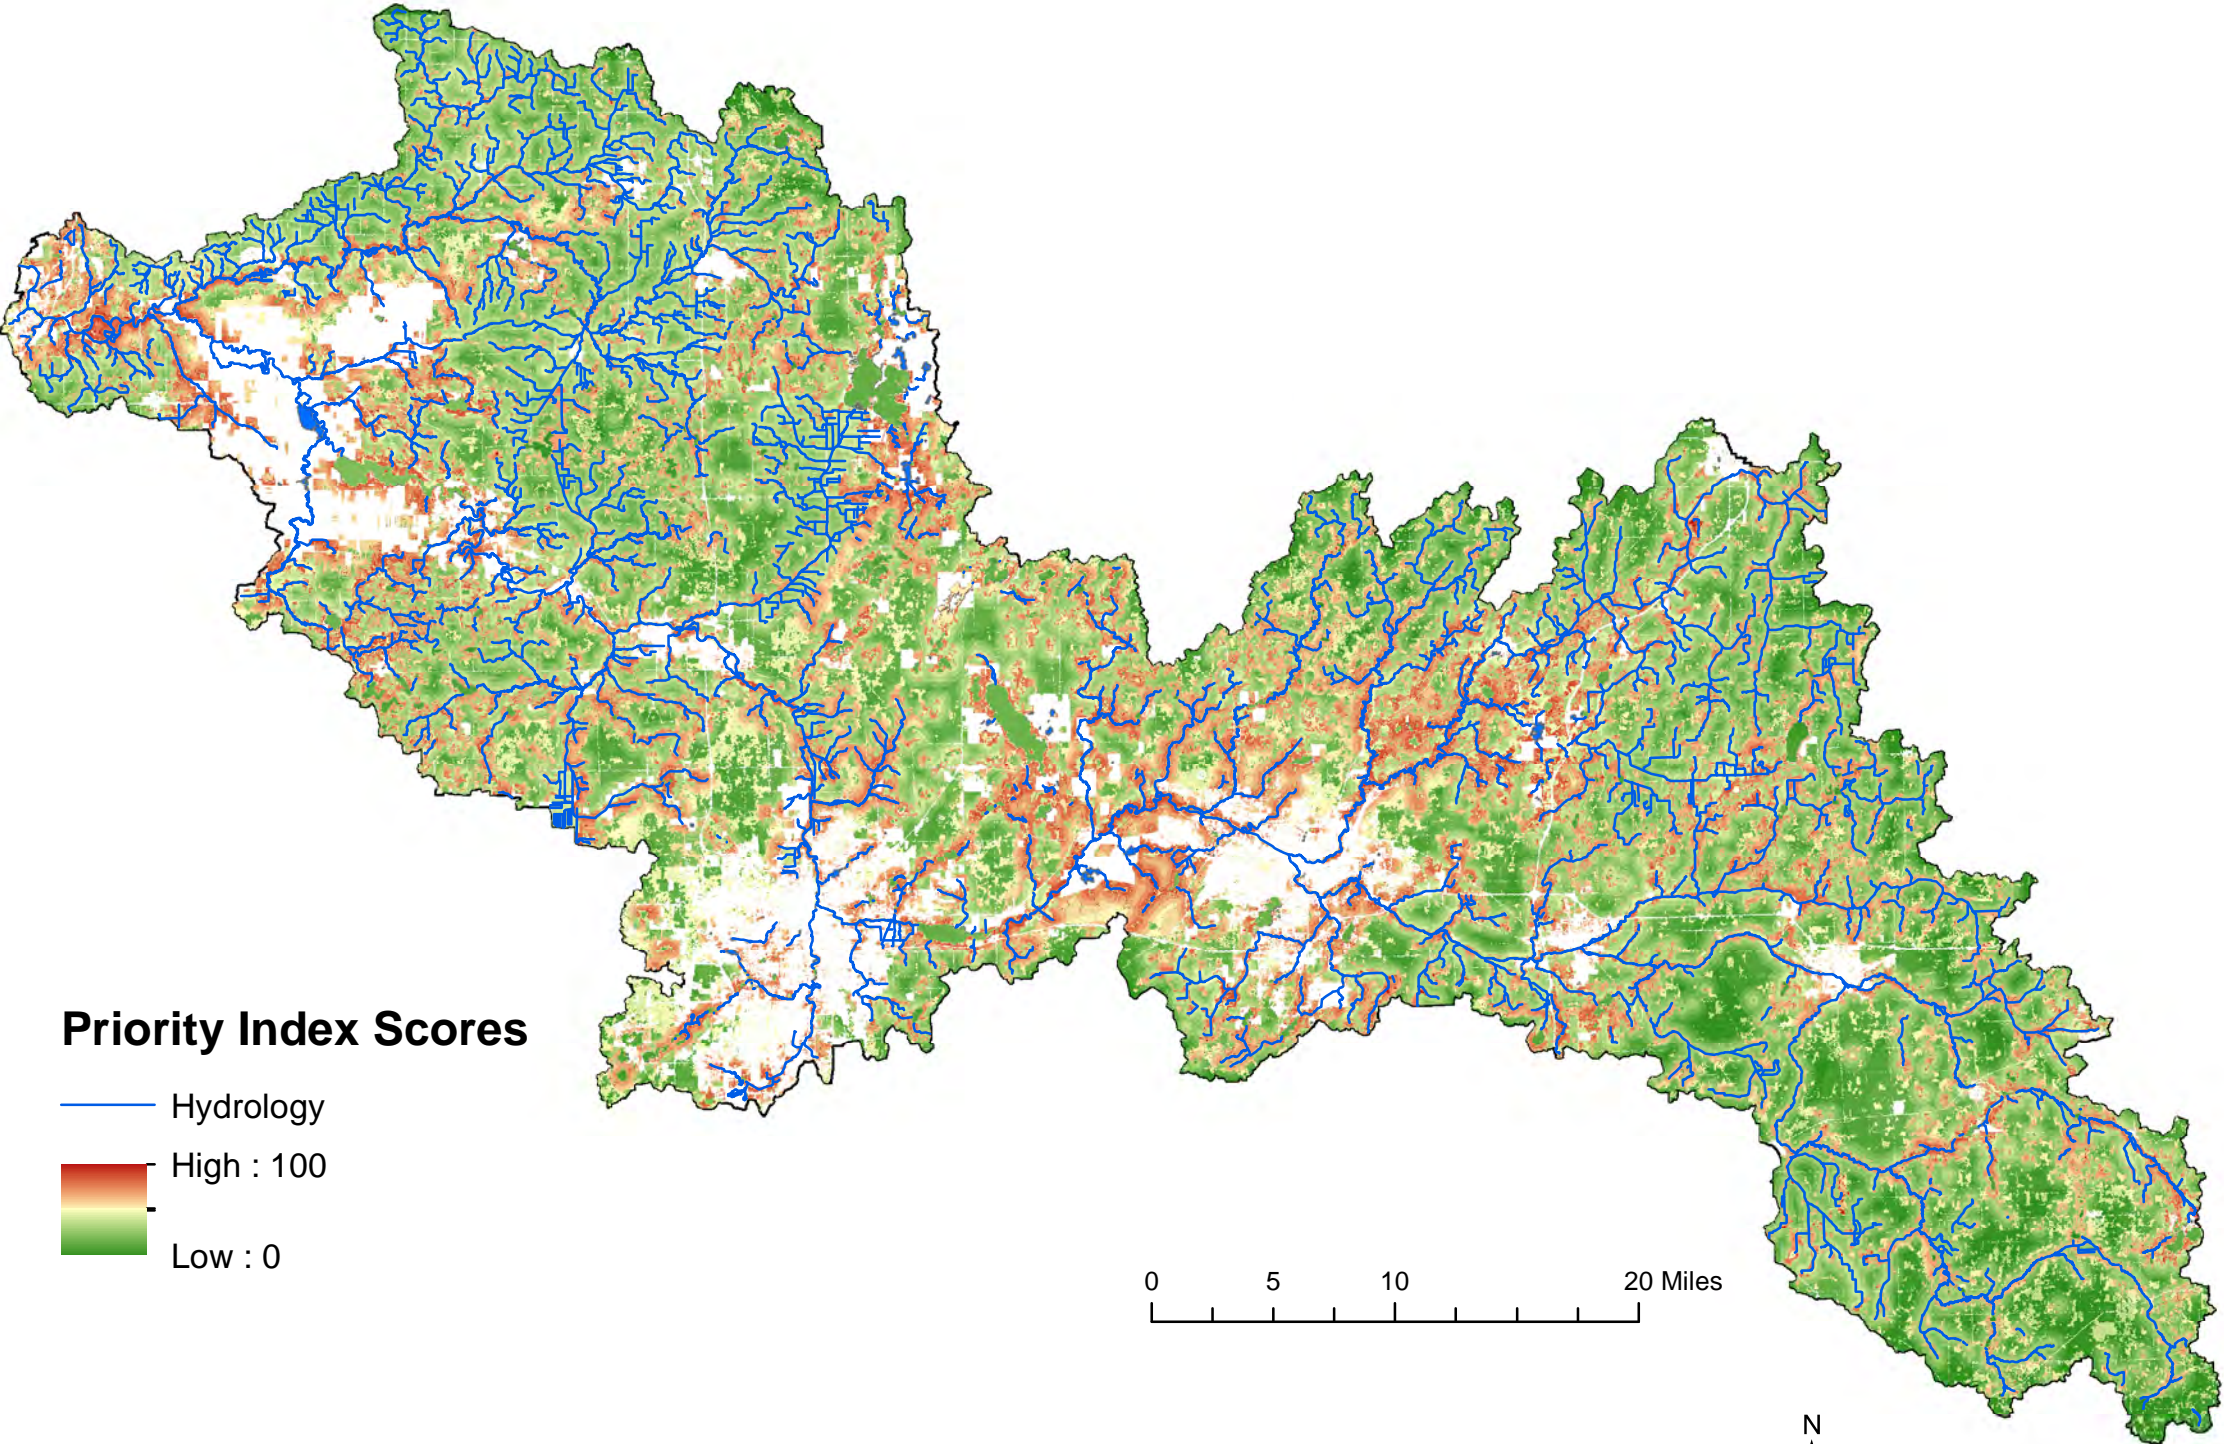 Priority Index Scores
Hydrology
High : 100
Low : 0
0 5 10 20 Miles
N